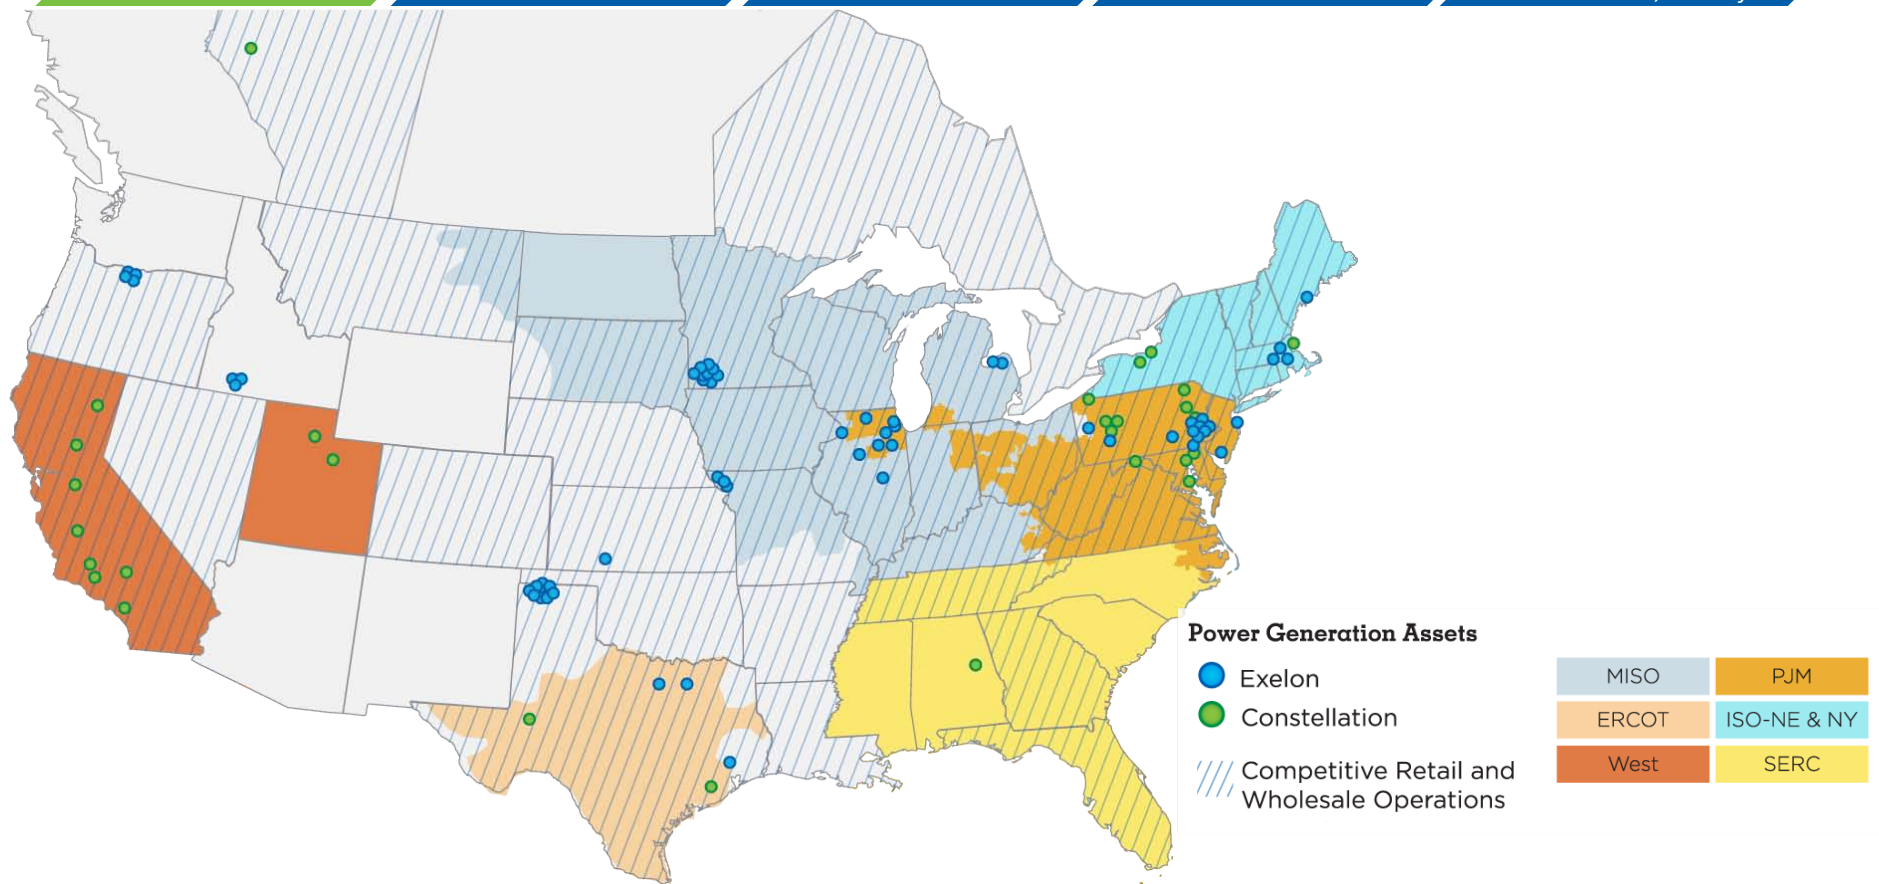 Power Generation Assets
Exelon
Constellation
Competitive Retail and
Wholesale Operations
MISO
PJM
ERCOT
ISO-NE & NY
West
SERC